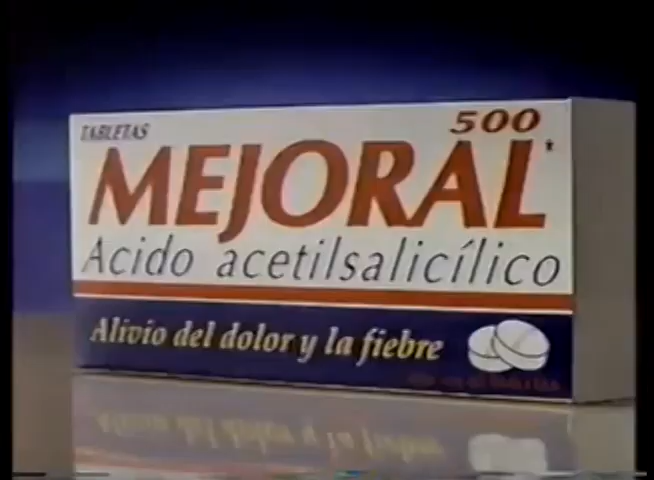 TABLETAS
500
MEJORAL
Acido acetilsalicílico
Alivio del dolor y la fiebre